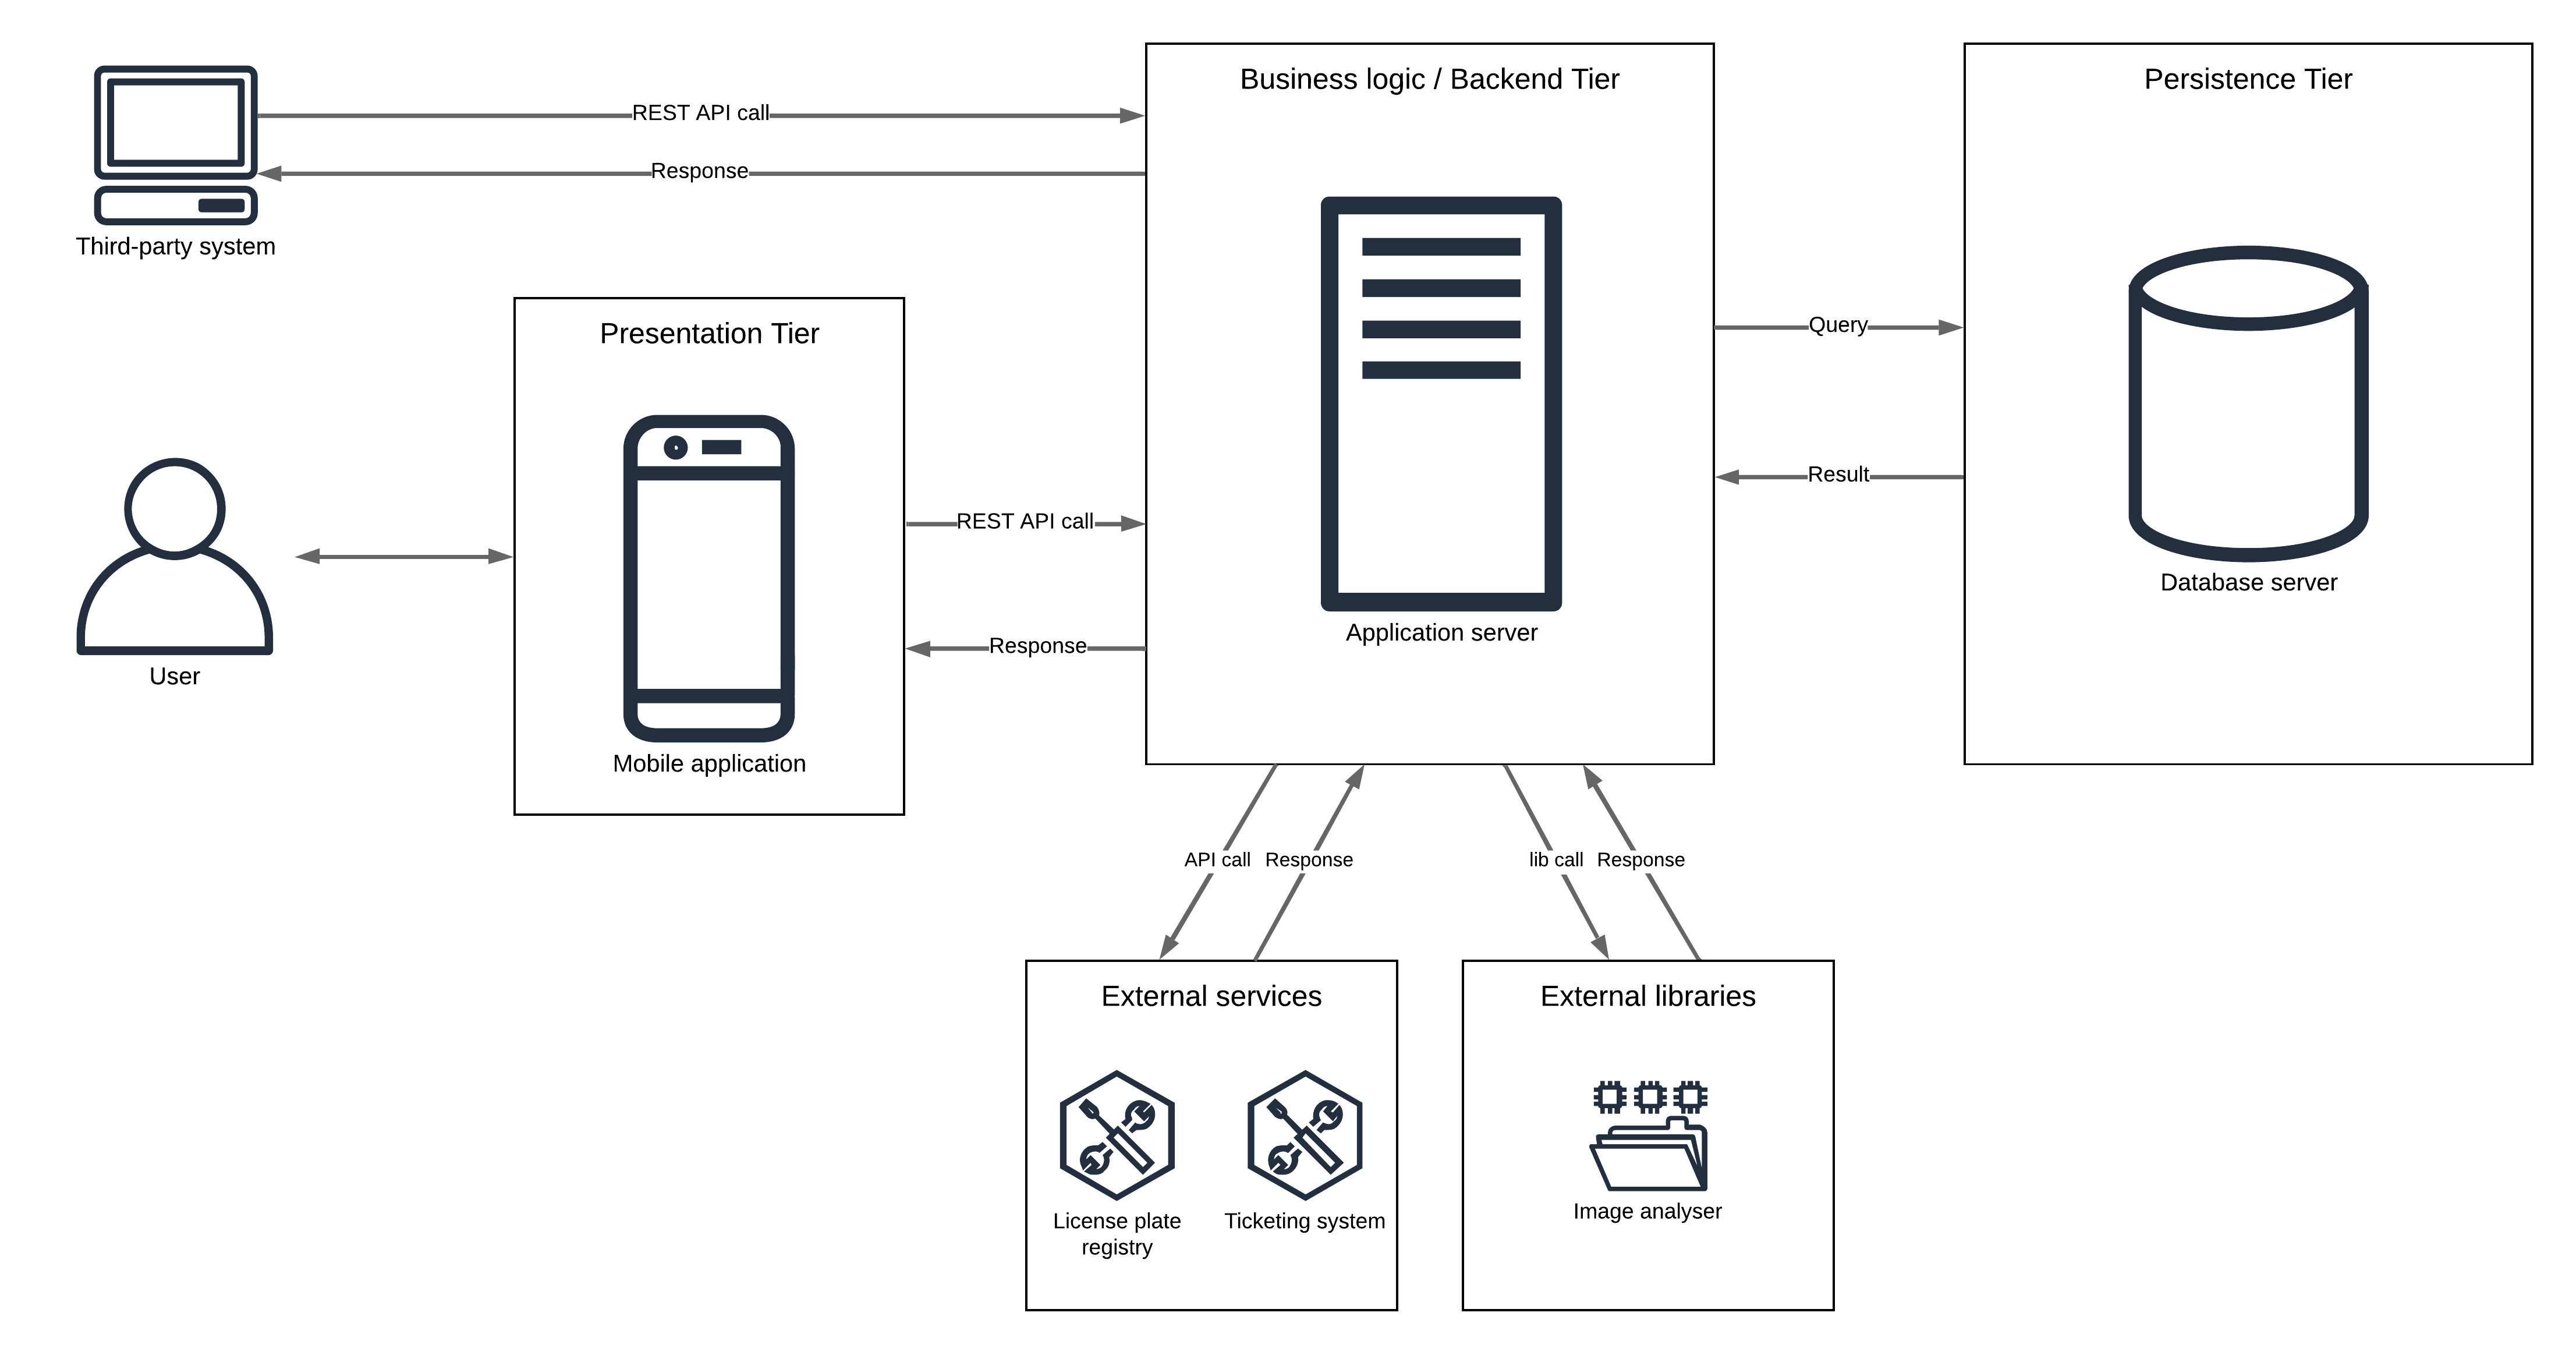 Business logic / Backend Tier
Persistence Tier
REST API call
Response
Third-party system
Presentation Tier
Query
Result
REST API call
Response
Database server
Application server
User
Mobile application
API call
Response
lib call
Response
External services
External libraries
License plate
registry
Ticketing system
Image analyser